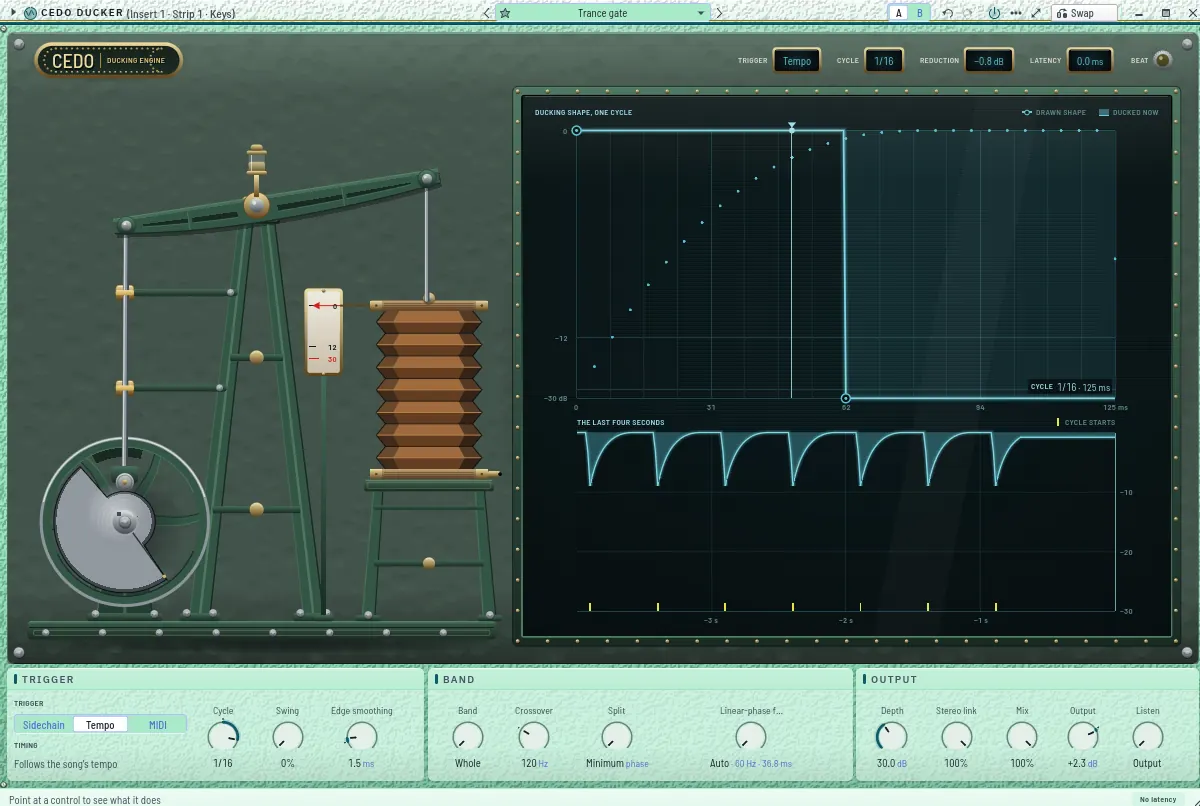 CEDO DUCKER (Insert 1 · Strip 1 · Keys)
Trance gate
A B
Swap
CEDO DUCKING ENGINE
TRIGGER Tempo CYCLE 1/16 REDUCTION −0.8 dB LATENCY 0.0 ms BEAT
DUCKING SHAPE, ONE CYCLE
DRAWN SHAPE DUCKED NOW
0
−12
−30 dB
0 31 62 94 125 ms
CYCLE 1/16 · 125 ms
0
12
30
THE LAST FOUR SECONDS
CYCLE STARTS
−10
−20
−30
−3 s −2 s −1 s
TRIGGER
TRIGGER
Sidechain Tempo MIDI
TIMING
Follows the song's tempo
Cycle Swing Edge smoothing
1/16 0% 1.5 ms
BAND
Band Crossover Split Linear-phase f...
Whole 120 Hz Minimum phase Auto · 60 Hz · 36.8 ms
OUTPUT
Depth Stereo link Mix Output Listen
30.0 dB 100% 100% +2.3 dB Output
Point at a control to see what it does
No latency